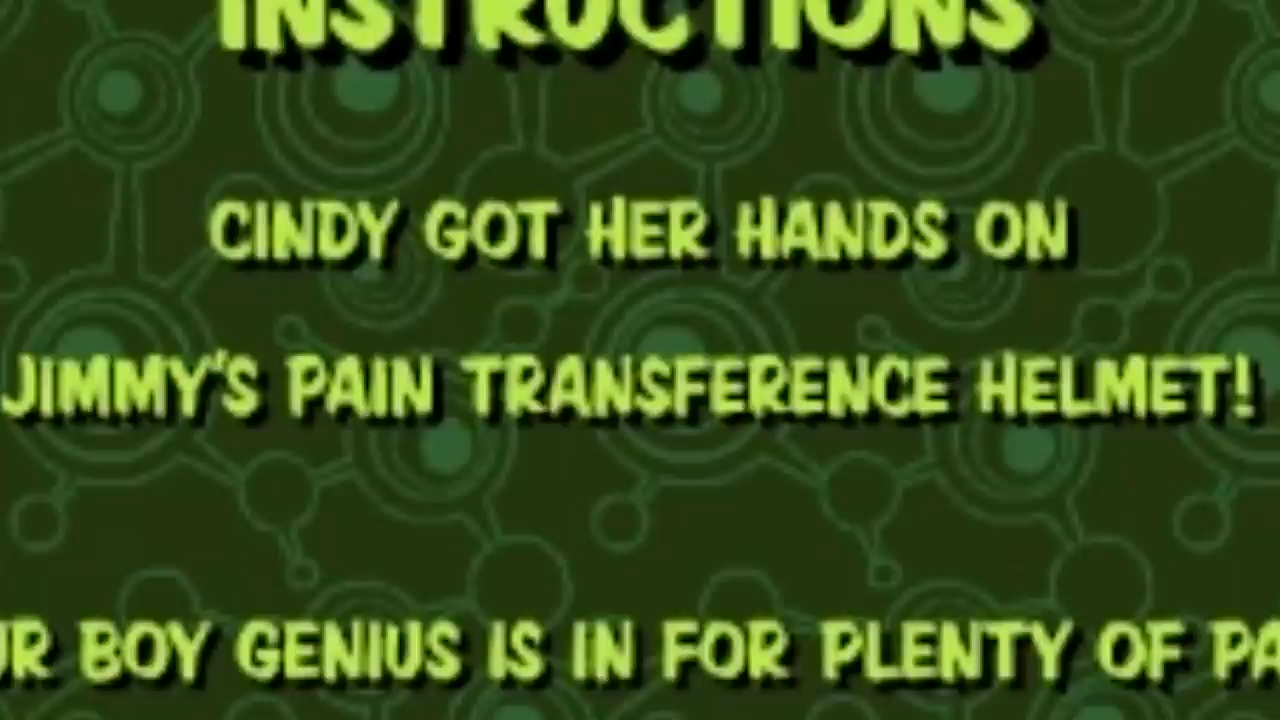 INSTRUCTIONS
CINDY GOT HER HANDS ON
JIMMY'S PAIN TRANSFERENCE HELMET!
BOY GENIUS IS IN FOR PLENTY OF